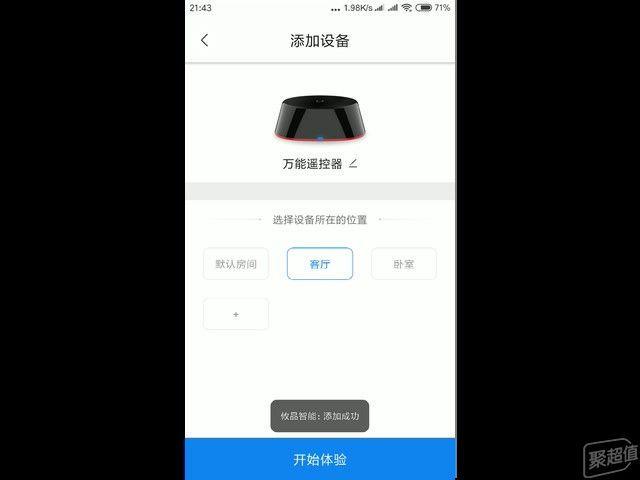 21:43
... 1.98K/s 71%
添加设备
万能遥控器
选择设备所在的位置
默认房间 客厅 卧室
+
攸品智能: 添加成功
开始体验
聚超值